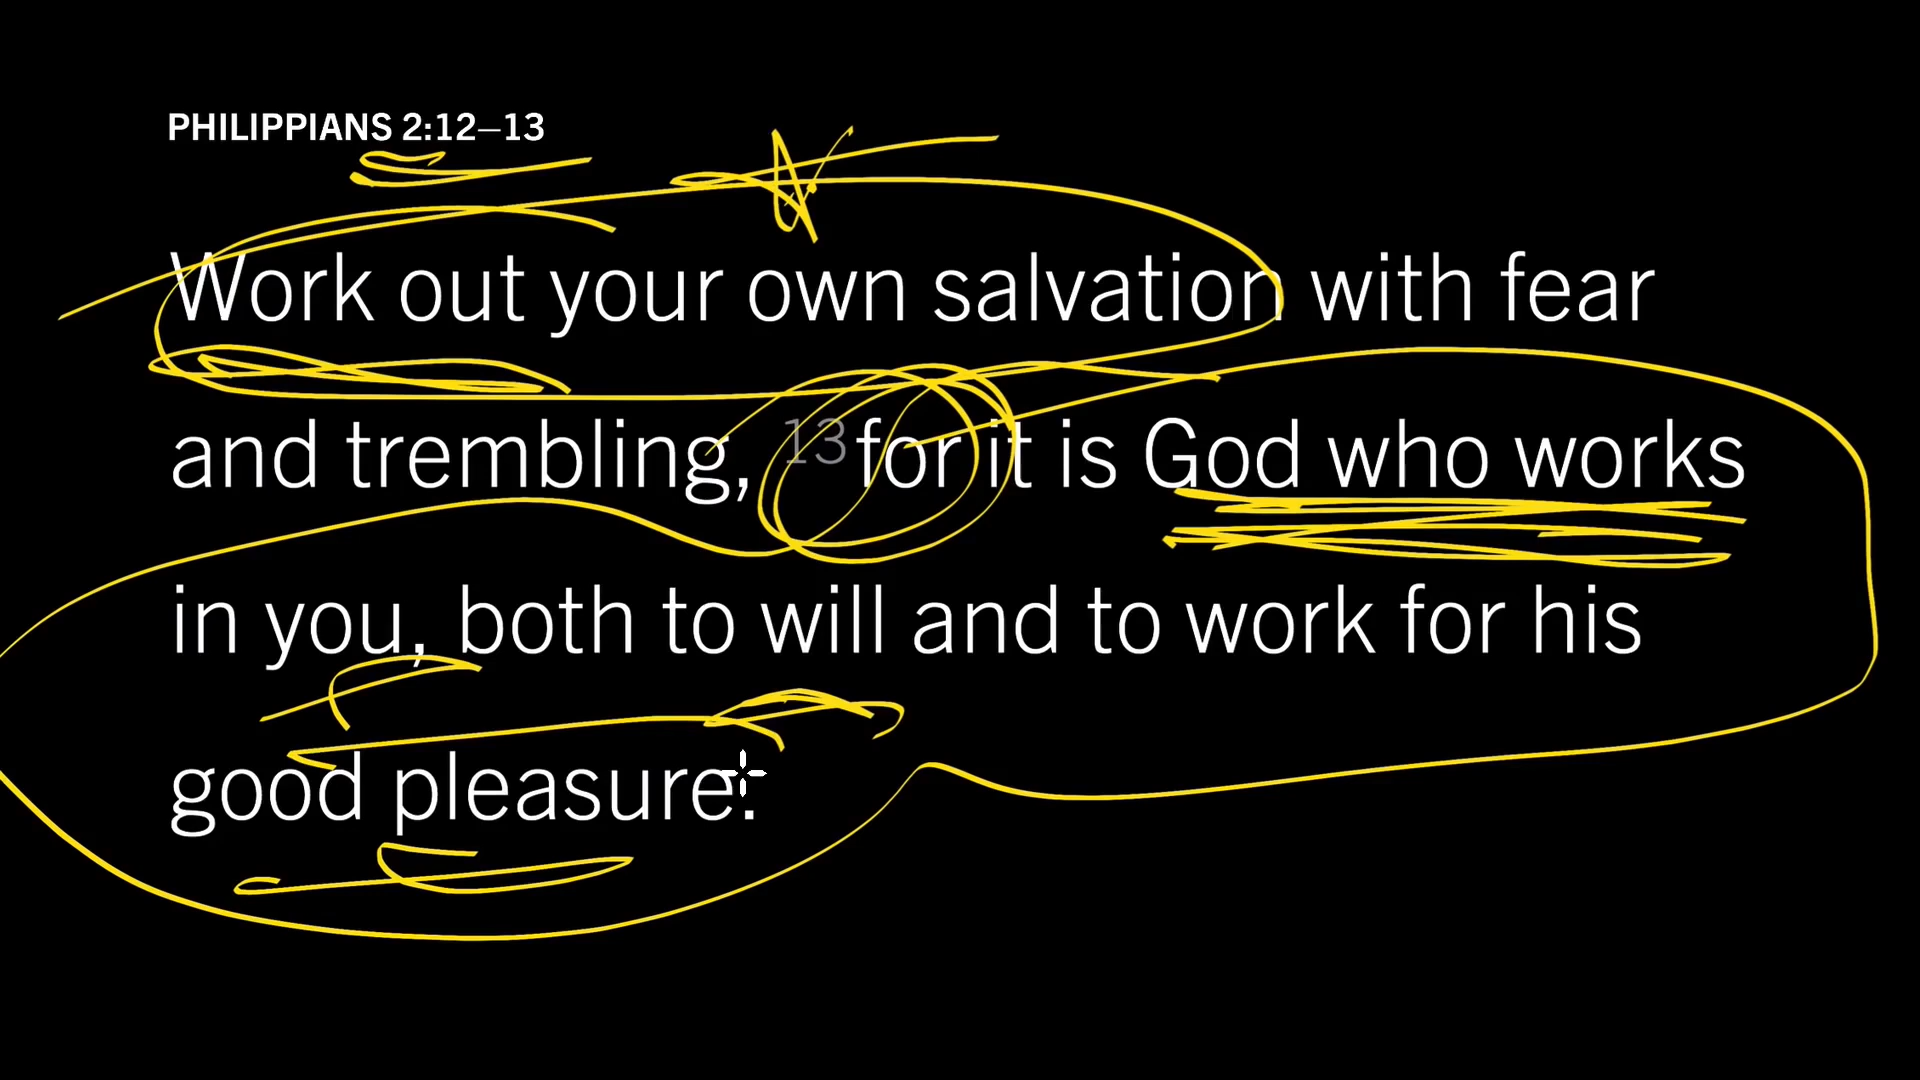 PHILIPPIANS 2:12–13
Work out your own salvation with fear
and trembling, 13 for it is God who works
in you, both to will and to work for his
good pleasure.